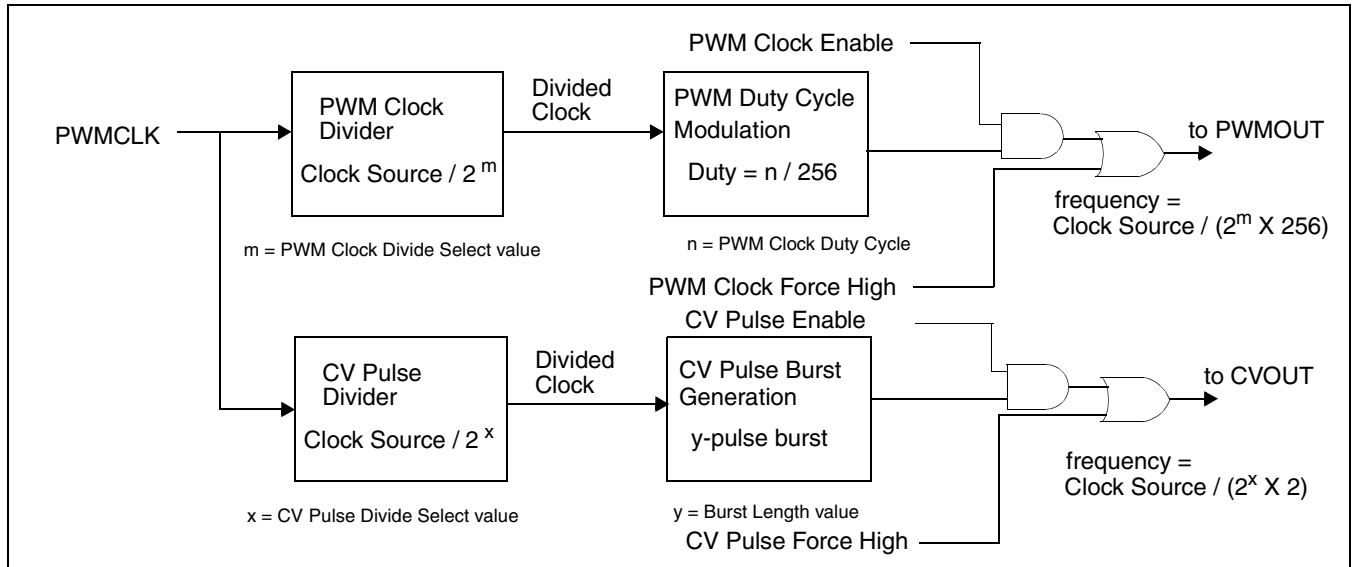 PWM Clock Enable
PWMCLK
PWM Clock
Divider
Clock Source / 2^m
Divided
Clock
PWM Duty Cycle
Modulation
Duty = n / 256
to PWMOUT
frequency =
Clock Source / (2^m X 256)
m = PWM Clock Divide Select value
n = PWM Clock Duty Cycle
PWM Clock Force High
CV Pulse Enable
CV Pulse
Divider
Clock Source / 2^x
Divided
Clock
CV Pulse Burst
Generation
y-pulse burst
to CVOUT
frequency =
Clock Source / (2^x X 2)
x = CV Pulse Divide Select value
y = Burst Length value
CV Pulse Force High